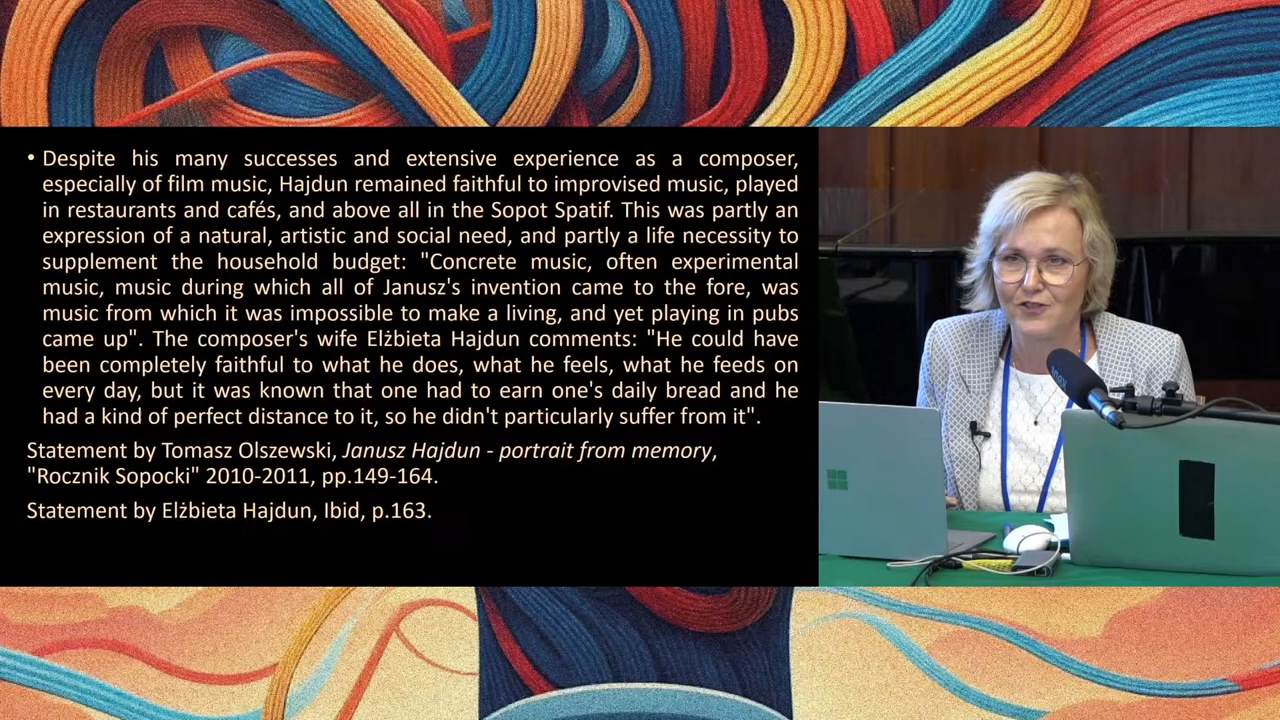 • Despite his many successes and extensive experience as a composer,
especially of film music, Hajdun remained faithful to improvised music, played
in restaurants and cafés, and above all in the Sopot Spatif. This was partly an
expression of a natural, artistic and social need, and partly a life necessity to
supplement the household budget: "Concrete music, often experimental
music, music during which all of Janusz's invention came to the fore, was
music from which it was impossible to make a living, and yet playing in pubs
came up". The composer's wife Elżbieta Hajdun comments: "He could have
been completely faithful to what he does, what he feels, what he feeds on
every day, but it was known that one had to earn one's daily bread and he
had a kind of perfect distance to it, so he didn't particularly suffer from it".
Statement by Tomasz Olszewski, Janusz Hajdun - portrait from memory,
"Rocznik Sopocki" 2010-2011, pp.149-164.
Statement by Elżbieta Hajdun, Ibid, p.163.